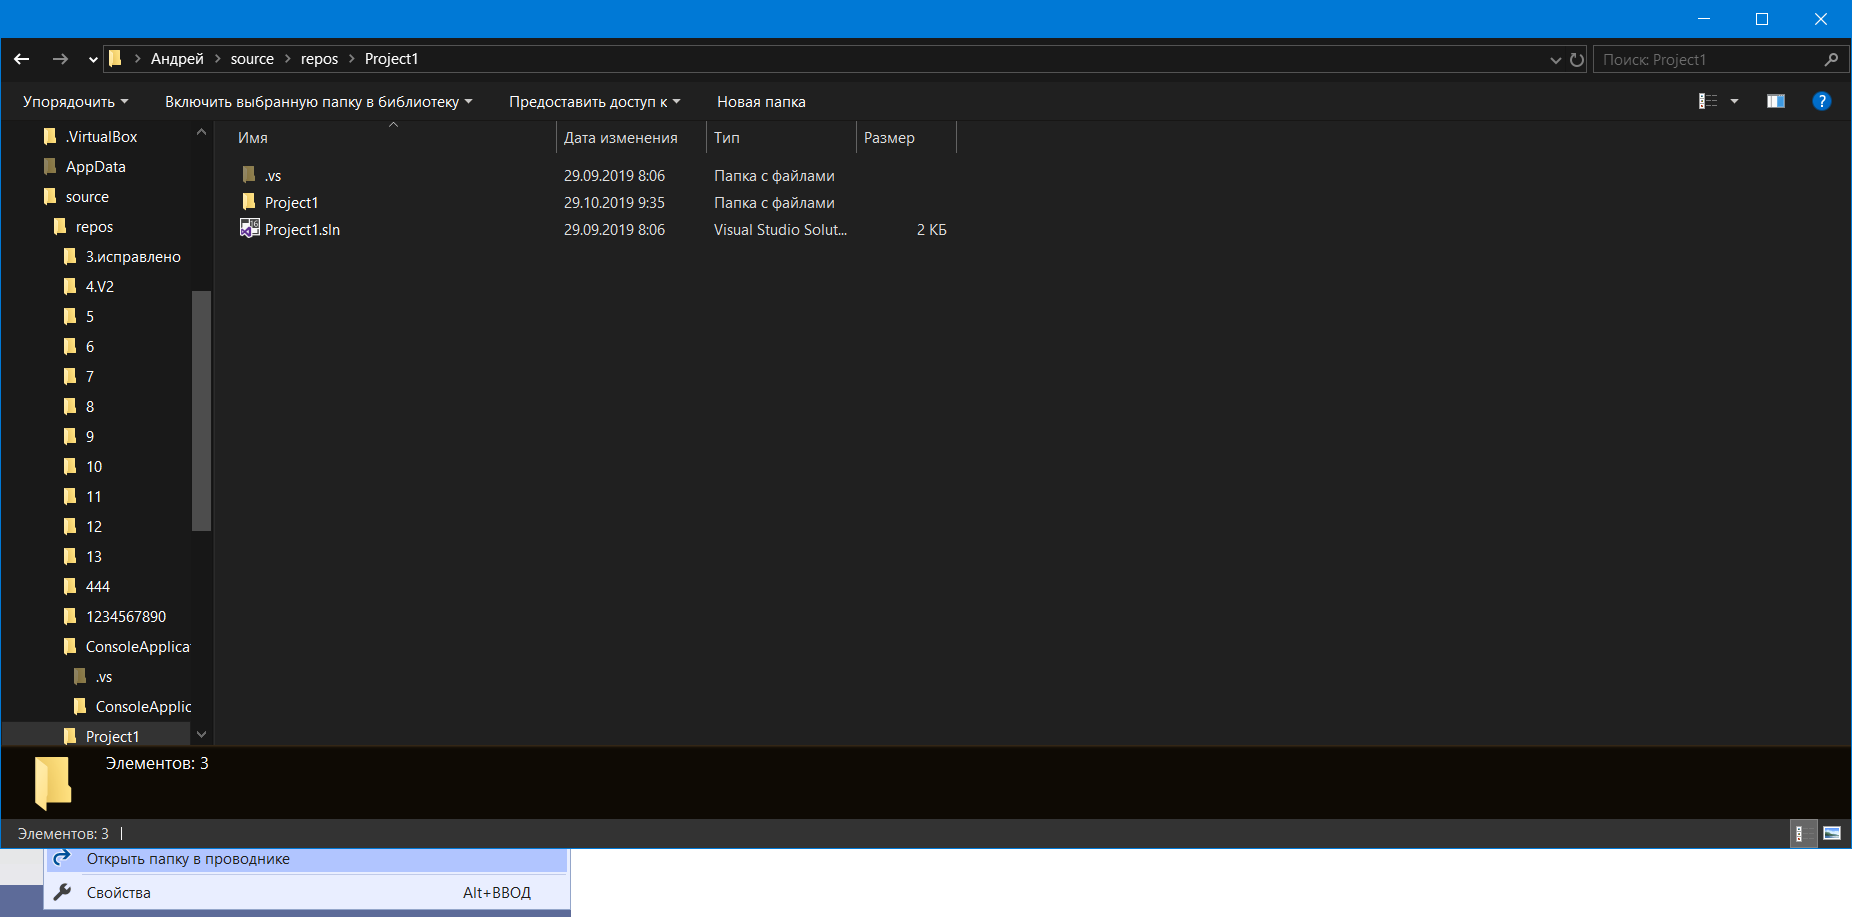 Андрей source repos Project1
Поиск: Project1
Упорядочить Включить выбранную папку в библиотеку Предоставить доступ к Новая папка
?
.VirtualBox
AppData
source
repos
3.исправлено
4.V2
5
6
7
8
9
10
11
12
13
444
1234567890
ConsoleApplica
.vs
ConsoleApplic
Project1
Имя Дата изменения Тип Размер
.vs 29.09.2019 8:06 Папка с файлами
Project1 29.10.2019 9:35 Папка с файлами
Project1.sln 29.09.2019 8:06 Visual Studio Solut... 2 КБ
Элементов: 3
Элементов: 3
Открыть папку в проводнике
Свойства Alt+ВВОД